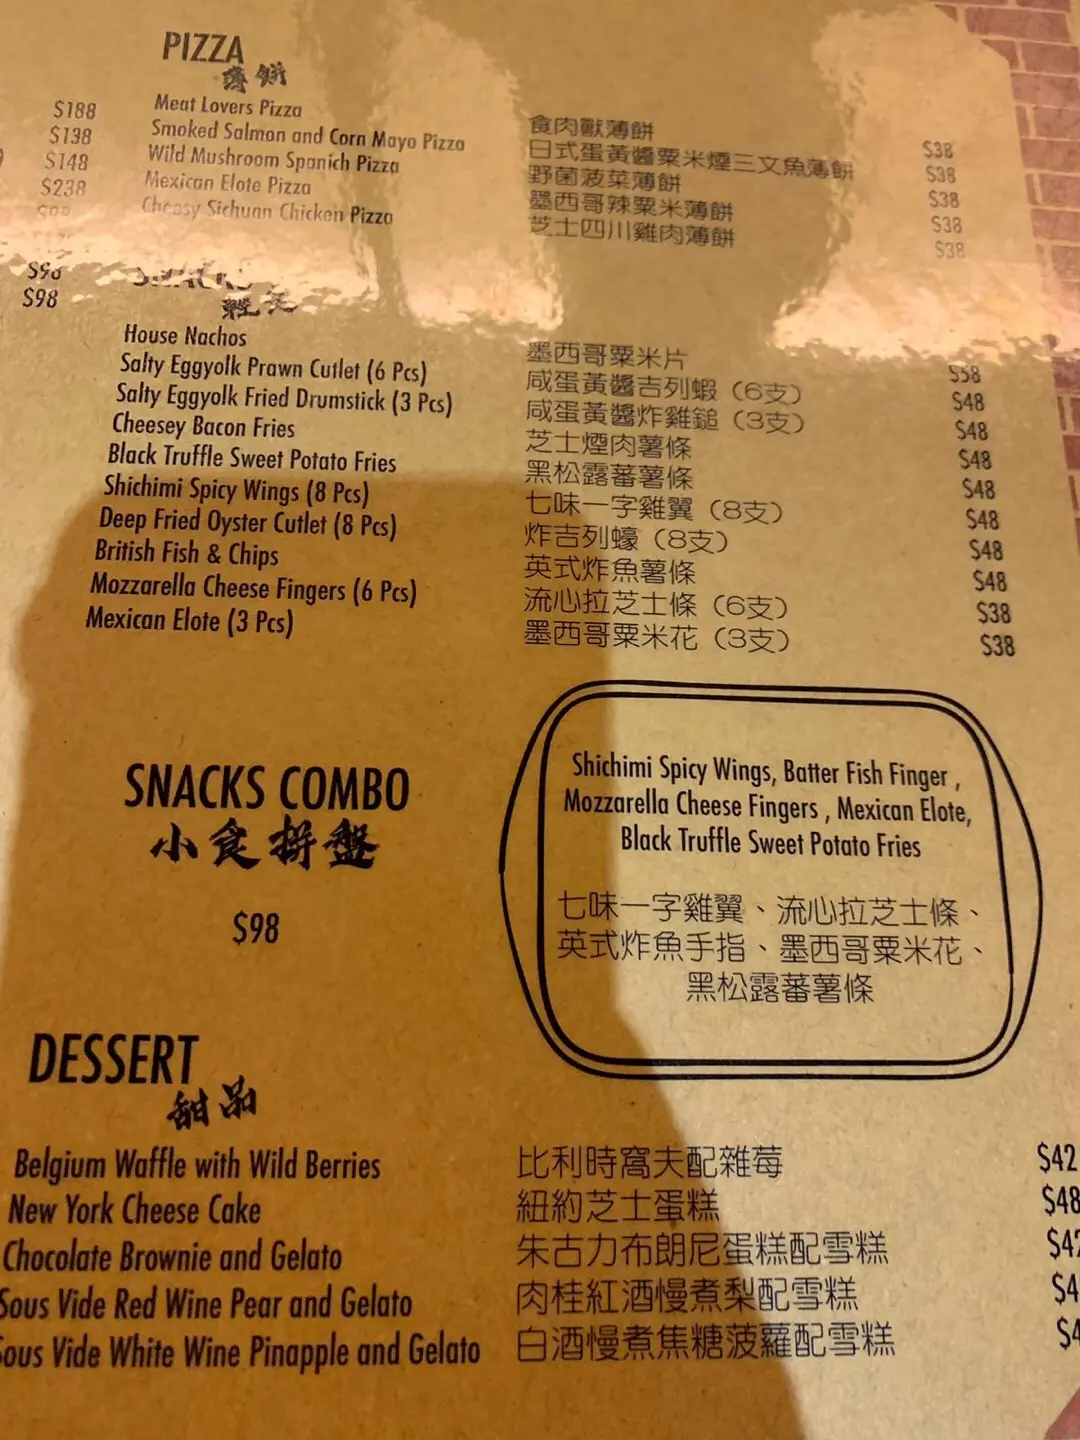 PIZZA
薄餅
$188
$138
$148
$238
$98
$98
Meat Lovers Pizza 食肉獸薄餅 $38
Smoked Salmon and Corn Mayo Pizza 日式蛋黃醬粟米煙三文魚薄餅 $38
Wild Mushroom Spanich Pizza 野菌菠菜薄餅 $38
Mexican Elote Pizza 墨西哥辣粟米薄餅 $38
Cheesy Sichuan Chicken Pizza 芝士四川雞肉薄餅 $38
SNACKS
House Nachos 墨西哥粟米片 $58
Salty Eggyolk Prawn Cutlet (6 Pcs) 咸蛋黃醬吉列蝦（6支） $48
Salty Eggyolk Fried Drumstick (3 Pcs) 咸蛋黃醬炸雞鎚（3支） $48
Cheesey Bacon Fries 芝士煙肉薯條 $48
Black Truffle Sweet Potato Fries 黑松露蕃薯條 $48
Shichimi Spicy Wings (8 Pcs) 七味一字雞翼（8支） $48
Deep Fried Oyster Cutlet (8 Pcs) 炸吉列蠔（8支） $48
British Fish & Chips 英式炸魚薯條 $48
Mozzarella Cheese Fingers (6 Pcs) 流心拉芝士條（6支） $38
Mexican Elote (3 Pcs) 墨西哥粟米花（3支） $38
SNACKS COMBO
小食拼盤
$98
Shichimi Spicy Wings, Batter Fish Finger ,
Mozzarella Cheese Fingers , Mexican Elote,
Black Truffle Sweet Potato Fries
七味一字雞翼、流心拉芝士條、
英式炸魚手指、墨西哥粟米花、
黑松露蕃薯條
DESSERT
甜品
Belgium Waffle with Wild Berries 比利時窩夫配雜莓 $42
New York Cheese Cake 紐約芝士蛋糕 $48
Chocolate Brownie and Gelato 朱古力布朗尼蛋糕配雪糕 $42
Sous Vide Red Wine Pear and Gelato 肉桂紅酒慢煮梨配雪糕 $4
Sous Vide White Wine Pinapple and Gelato 白酒慢煮焦糖菠蘿配雪糕 $4